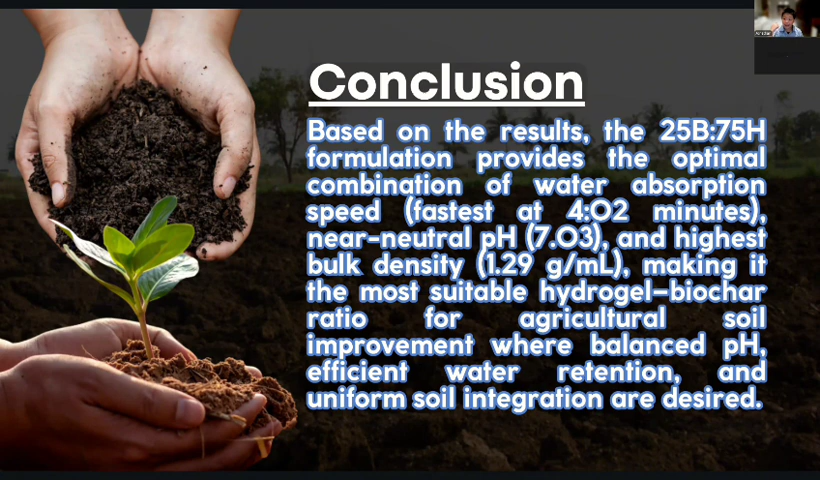 Conclusion
Based on the results, the 25B:75H
formulation provides the optimal
combination of water absorption
speed (fastest at 4:02 minutes),
near-neutral pH (7.03), and highest
bulk density (1.29 g/mL), making it
the most suitable hydrogel–biochar
ratio for agricultural soil
improvement where balanced pH,
efficient water retention, and
uniform soil integration are desired.